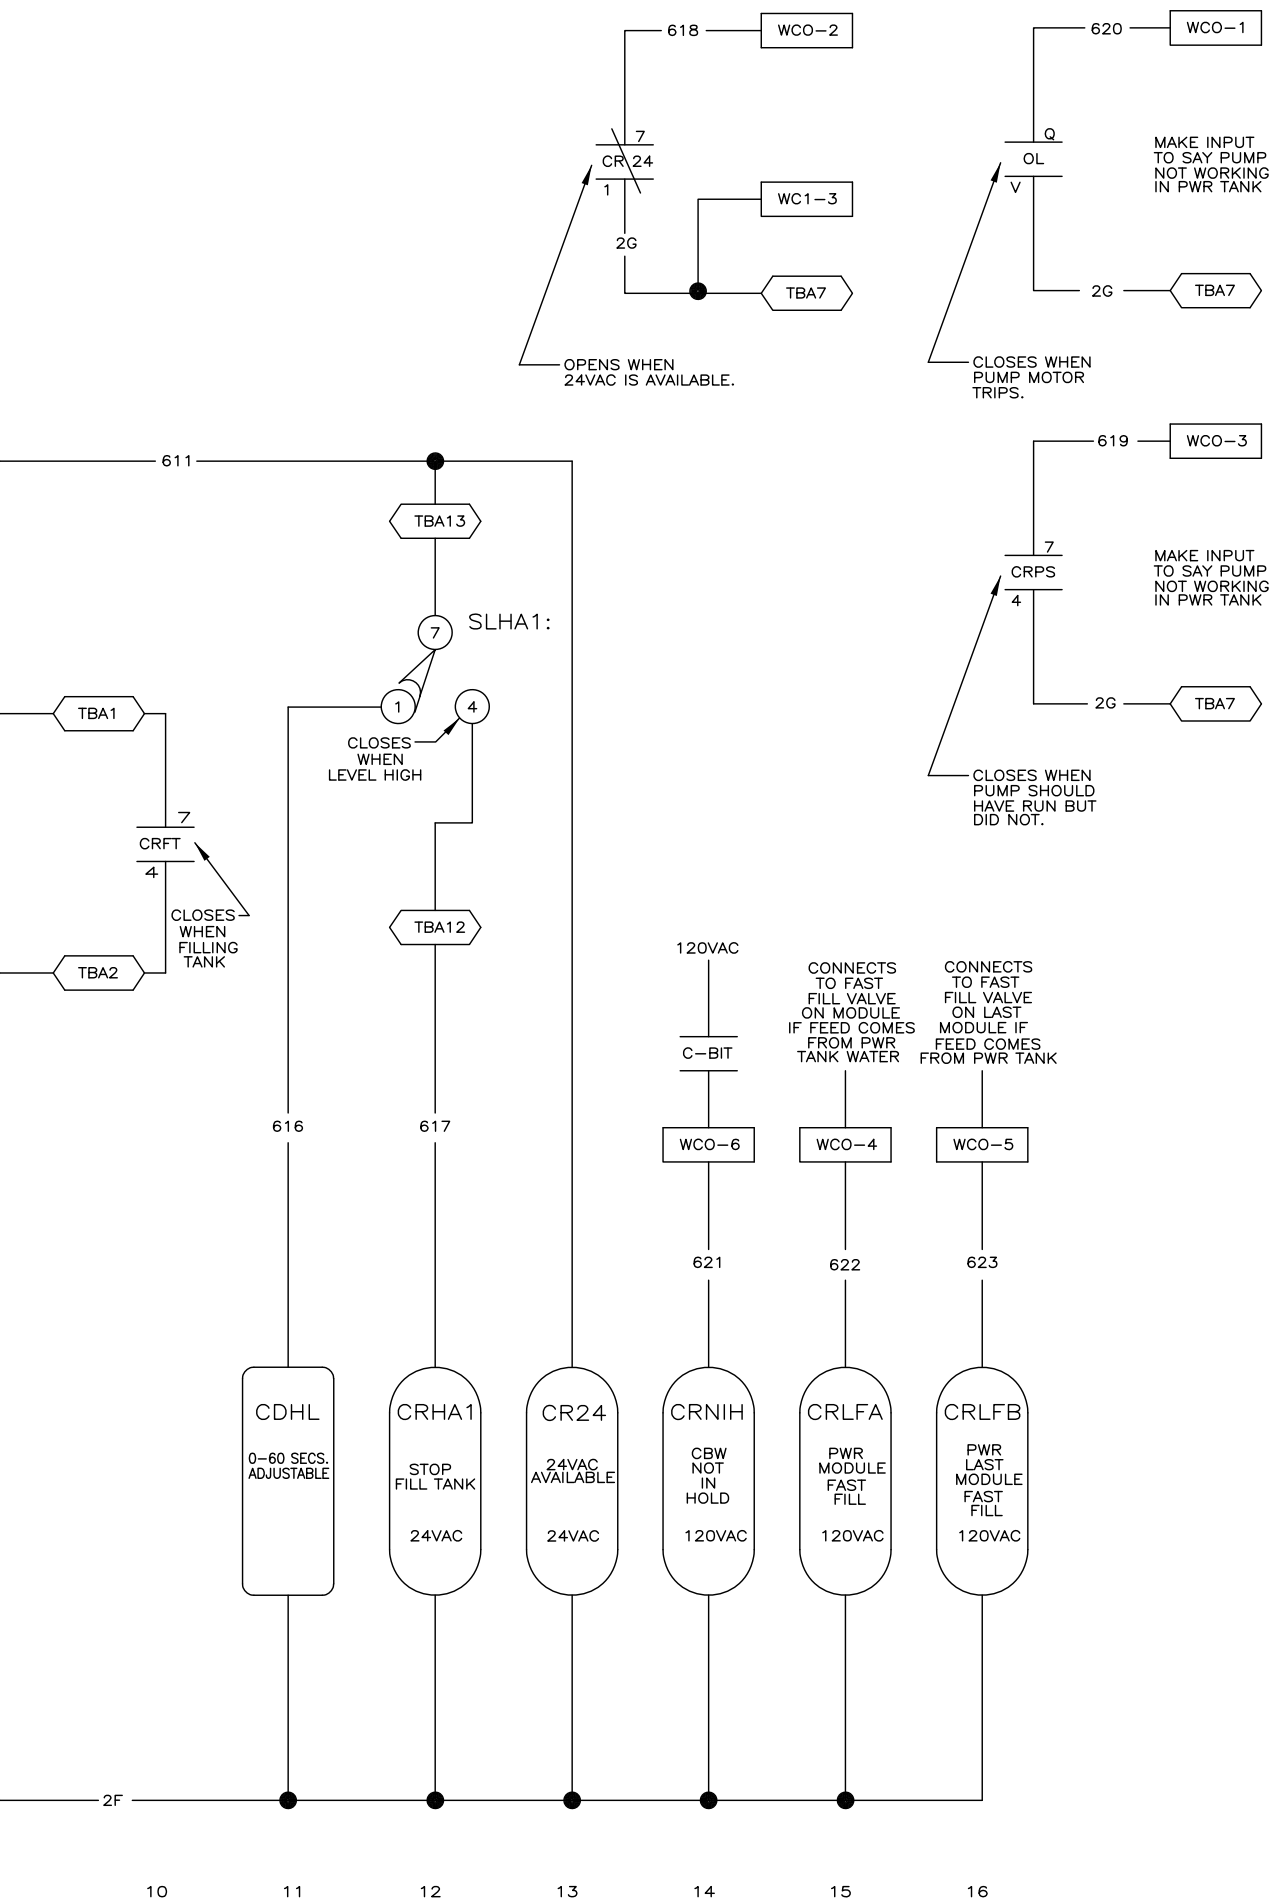 618
WCO-2
7
CR 24
1
2G
WC1-3
TBA7
OPENS WHEN
24VAC IS AVAILABLE.
620
WCO-1
Q
OL
V
MAKE INPUT
TO SAY PUMP
NOT WORKING
IN PWR TANK
2G
TBA7
CLOSES WHEN
PUMP MOTOR
TRIPS.
619
WCO-3
7
CRPS
4
MAKE INPUT
TO SAY PUMP
NOT WORKING
IN PWR TANK
2G
TBA7
CLOSES WHEN
PUMP SHOULD
HAVE RUN BUT
DID NOT.
611
TBA13
7
SLHA1:
1
4
CLOSES
WHEN
LEVEL HIGH
TBA1
7
CRFT
4
CLOSES
WHEN
FILLING
TANK
TBA2
TBA12
120VAC
C-BIT
CONNECTS
TO FAST
FILL VALVE
ON MODULE
IF FEED COMES
FROM PWR
TANK WATER
CONNECTS
TO FAST
FILL VALVE
ON LAST
MODULE IF
FEED COMES
FROM PWR TANK
616
617
WCO-6
WCO-4
WCO-5
621
622
623
CDHL
0-60 SECS.
ADJUSTABLE
CRHA1
STOP
FILL TANK
24VAC
CR24
24VAC
AVAILABLE
24VAC
CRNIH
CBW
NOT
IN
HOLD
120VAC
CRLFA
PWR
MODULE
FAST
FILL
120VAC
CRLFB
PWR
LAST
MODULE
FAST
FILL
120VAC
2F
10
11
12
13
14
15
16